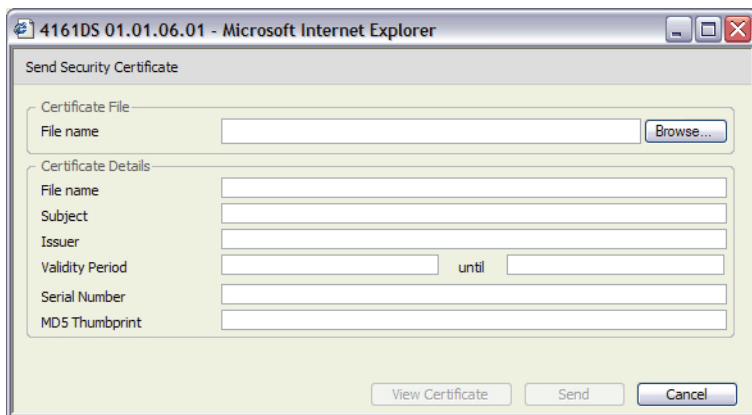 4161DS 01.01.06.01 - Microsoft Internet Explorer
Send Security Certificate
Certificate File
File name Browse...
Certificate Details
File name
Subject
Issuer
Validity Period until
Serial Number
MD5 Thumbprint
View Certificate Send Cancel